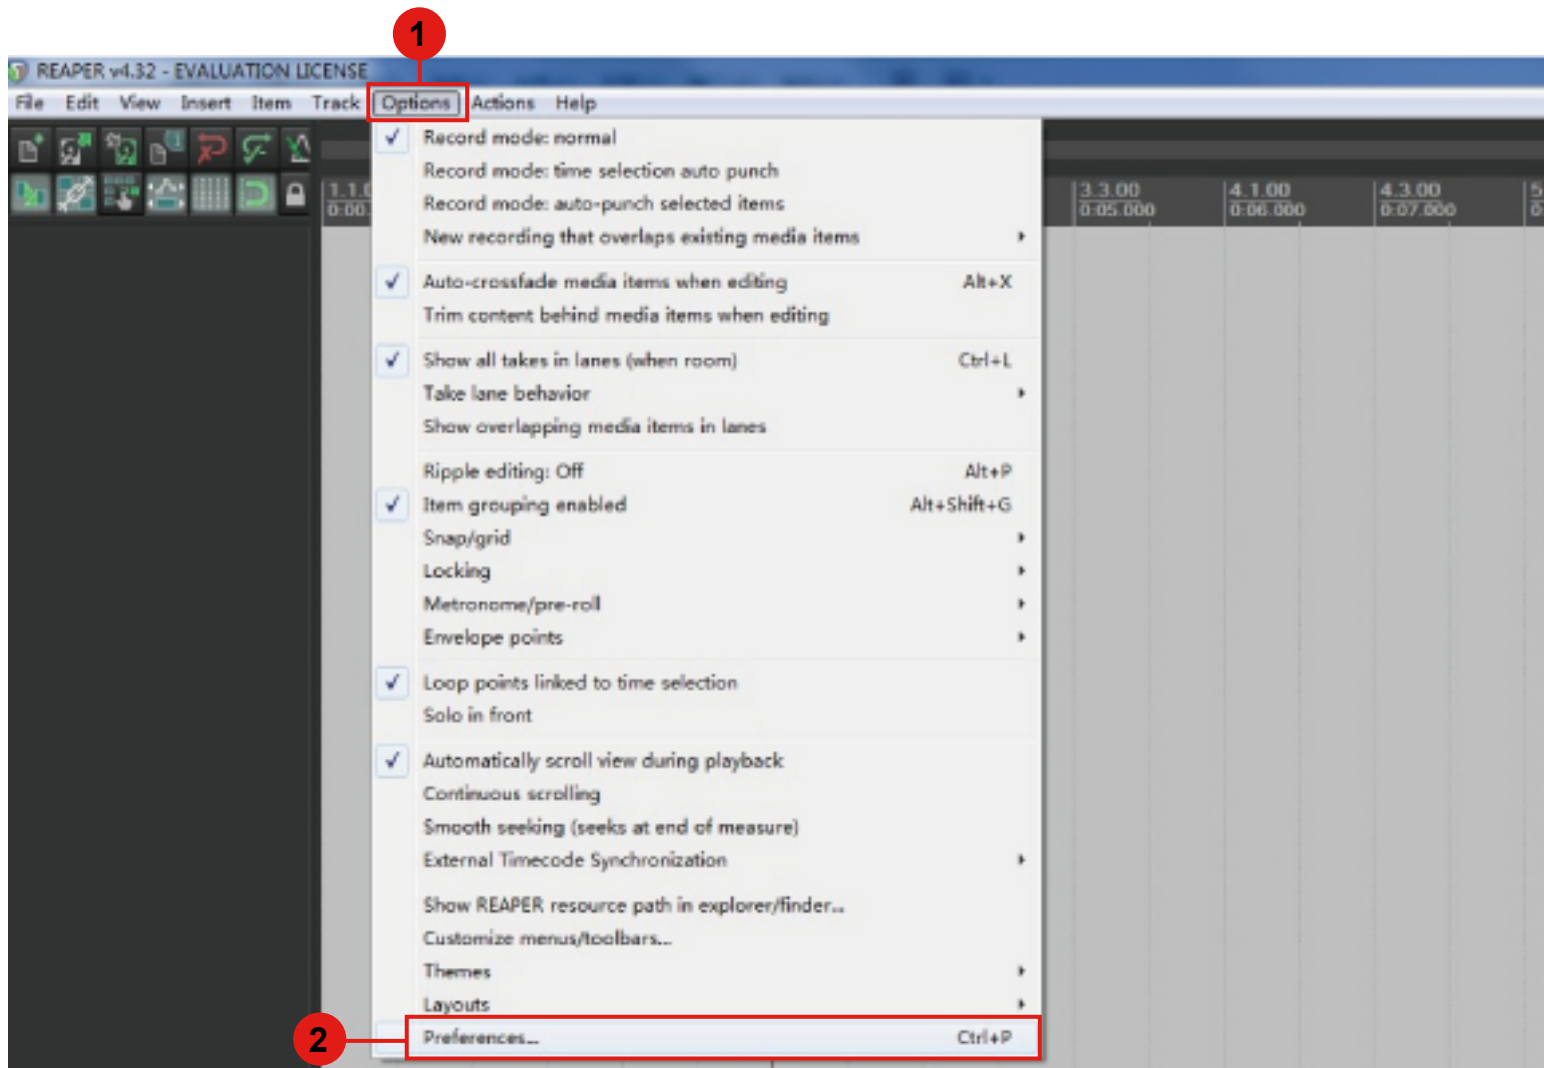 1
REAPER v4.32 - EVALUATION LICENSE
File Edit View Insert Item Track Options Actions Help
Record mode: normal
Record mode: time selection auto punch
1.1.0 3.3.00 4.1.00 4.3.00 5
Record mode: auto-punch selected items
0:00. 0:05.000 0:06.000 0:07.000 0
New recording that overlaps existing media items
Auto-crossfade media items when editing Alt+X
Trim content behind media items when editing
Show all takes in lanes (when room) Ctrl+L
Take lane behavior
Show overlapping media items in lanes
Ripple editing: Off Alt+P
Item grouping enabled Alt+Shift+G
Snap/grid
Locking
Metronome/pre-roll
Envelope points
Loop points linked to time selection
Solo in front
Automatically scroll view during playback
Continuous scrolling
Smooth seeking (seeks at end of measure)
External Timecode Synchronization
Show REAPER resource path in explorer/finder...
Customize menus/toolbars...
Themes
Layouts
2 Preferences... Ctrl+P